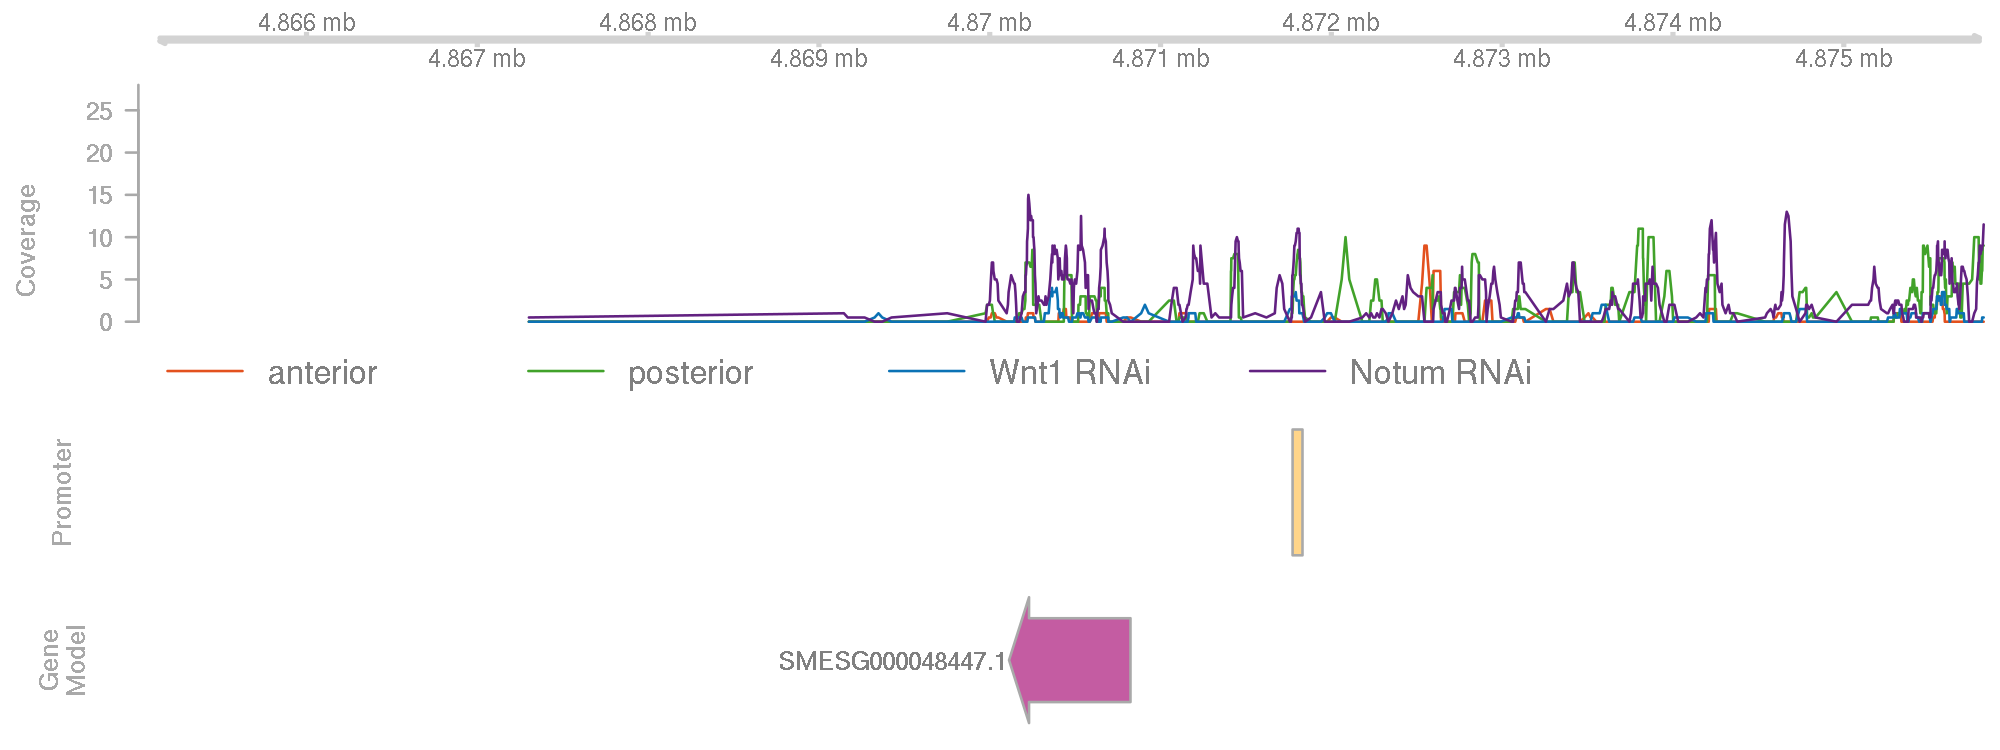 4.866 mb 4.868 mb 4.87 mb 4.872 mb 4.874 mb
4.867 mb 4.869 mb 4.871 mb 4.873 mb 4.875 mb
Coverage
25
20
15
10
5
0
anterior posterior Wnt1 RNAi Notum RNAi
Promoter
Gene
Model
SMESG000048447.1